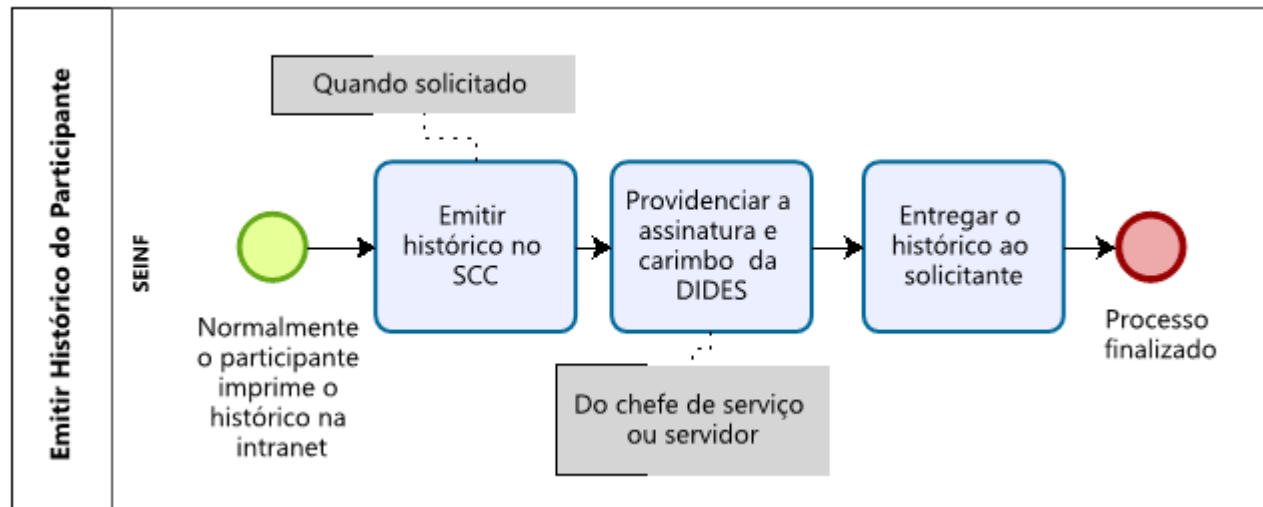 Emitir Histórico do Participante
SEINF
Quando solicitado
Normalmente
o participante
imprime o
histórico na
intranet
Emitir
histórico no
SCC
Providenciar a
assinatura e
carimbo da
DIDES
Do chefe de serviço
ou servidor
Entregar o
histórico ao
solicitante
Processo
finalizado